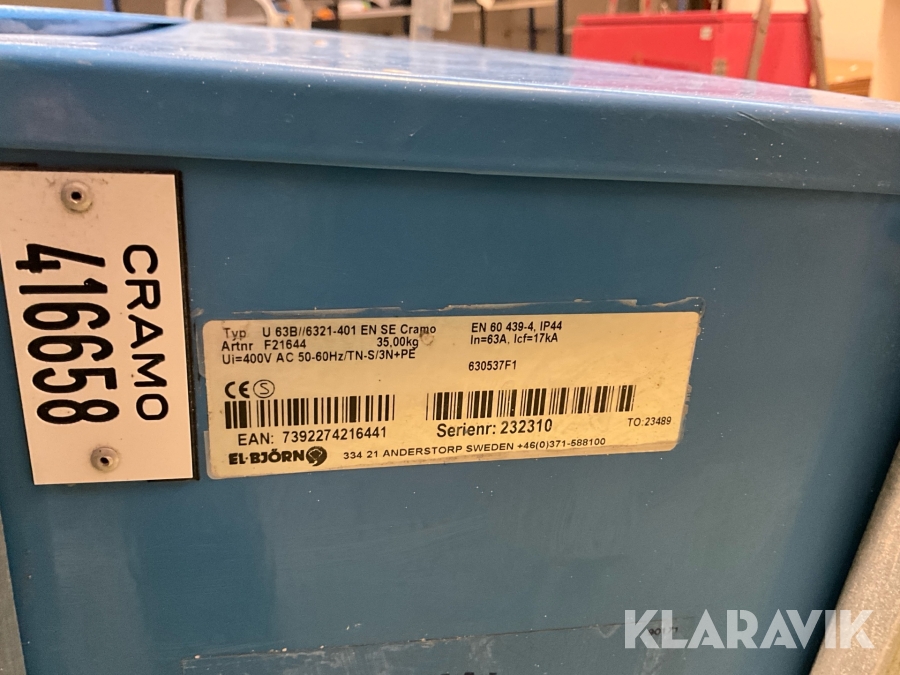 CRAMO
416658
Typ U 63B//6321-401 EN SE Cramo
Artnr F21644 35,00kg
Ui=400V AC 50-60Hz/TN-S/3N+PE
EN 60 439-4, IP44
In=63A, Icf=17kA
630537F1
CE S
EAN: 7392274216441
Serienr: 232310
TO:23489
EL·BJÖRN
334 21 ANDERSTORP SWEDEN +46(0)371-588100
KLARAVIK